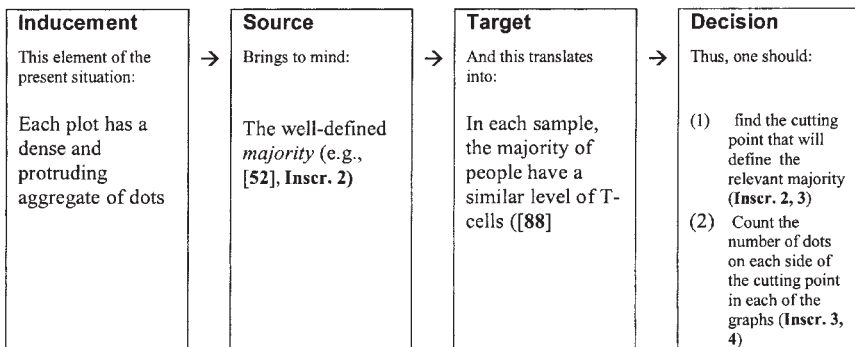 Inducement
This element of the
present situation:
Each plot has a
dense and
protruding
aggregate of dots
→
Source
Brings to mind:
The well-defined
majority (e.g.,
[52], Inscr. 2)
→
Target
And this translates
into:
In each sample,
the majority of
people have a
similar level of T-
cells ([88]
→
Decision
Thus, one should:
(1) find the cutting
point that will
define the
relevant majority
(Inscr. 2, 3)
(2) Count the
number of dots
on each side of
the cutting point
in each of the
graphs (Inscr. 3,
4)